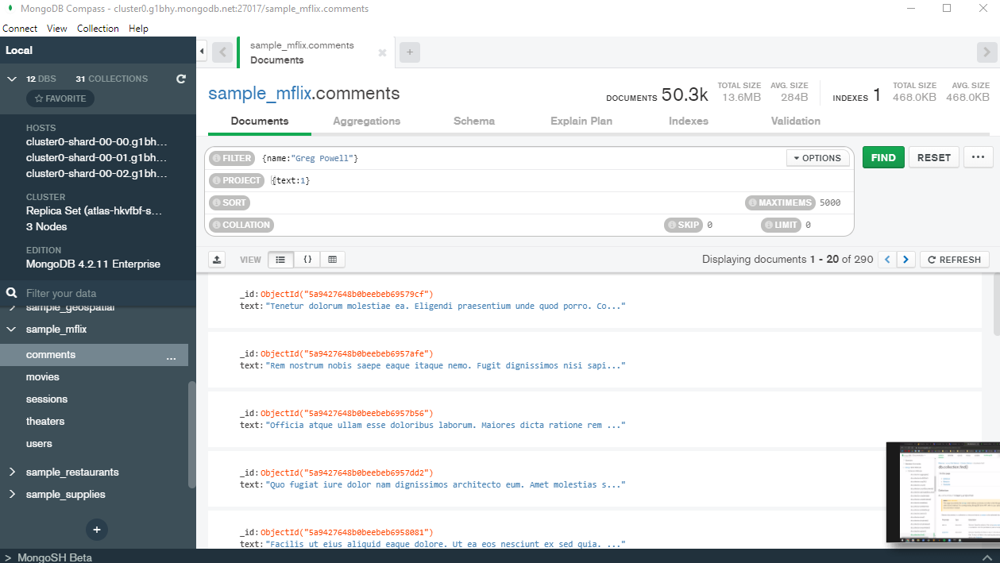 MongoDB Compass - cluster0.g1bhy.mongodb.net:27017/sample_mflix.comments
Connect View Collection Help
Local
12 DBS 31 COLLECTIONS
FAVORITE
HOSTS
cluster0-shard-00-00.g1bh...
cluster0-shard-00-01.g1bh...
cluster0-shard-00-02.g1bh...
CLUSTER
Replica Set (atlas-hkvfbf-s...
3 Nodes
EDITION
MongoDB 4.2.11 Enterprise
Filter your data
sample_geospatial
sample_mflix
comments ...
movies
sessions
theaters
users
sample_restaurants
sample_supplies
+
sample_mflix.comments
Documents
+
sample_mflix.comments
DOCUMENTS 50.3k TOTAL SIZE 13.6MB AVG. SIZE 284B
INDEXES 1 TOTAL SIZE 468.0KB AVG. SIZE 468.0KB
Documents Aggregations Schema Explain Plan Indexes Validation
FILTER {name:"Greg Powell"} OPTIONS FIND RESET ...
PROJECT {text:1}
SORT MAXTIMEMS 5000
COLLATION SKIP 0 LIMIT 0
VIEW {} Displaying documents 1 - 20 of 290 < > REFRESH
_id:ObjectId("5a9427648b0beebeb69579cf")
text:"Tenetur dolorum molestiae ea. Eligendi praesentium unde quod porro. Co..."
_id:ObjectId("5a9427648b0beebeb6957afe")
text:"Rem nostrum nobis saepe eaque itaque nemo. Fugit dignissimos nisi sapi..."
_id:ObjectId("5a9427648b0beebeb6957b56")
text:"Officia atque ullam esse doloribus laborum. Maiores dicta ratione rem ..."
_id:ObjectId("5a9427648b0beebeb6957dd2")
text:"Quo fugiat iure dolor nam dignissimos architecto eum. Amet molestias s..."
_id:ObjectId("5a9427648b0beebeb6958081")
text:"Facilis ut eius aliquid eaque dolore. Ut ea eos nesciunt ex sed quia. ..."
> MongoSH Beta